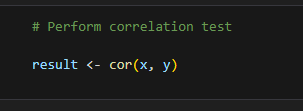 # Perform correlation test
result <- cor(x, y)